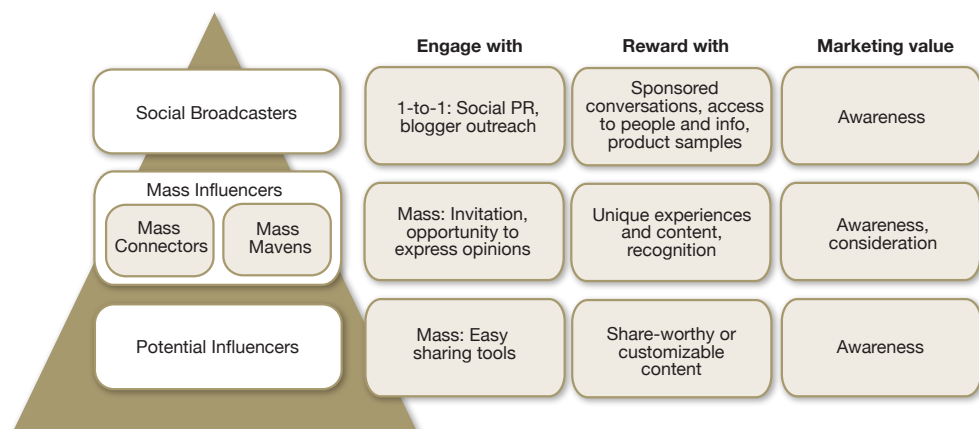 Engage with
Reward with
Marketing value
Social Broadcasters
1-to-1: Social PR,
blogger outreach
Sponsored
conversations, access
to people and info,
product samples
Awareness
Mass Influencers
Mass
Connectors
Mass
Mavens
Mass: Invitation,
opportunity to
express opinions
Unique experiences
and content,
recognition
Awareness,
consideration
Potential Influencers
Mass: Easy
sharing tools
Share-worthy or
customizable
content
Awareness